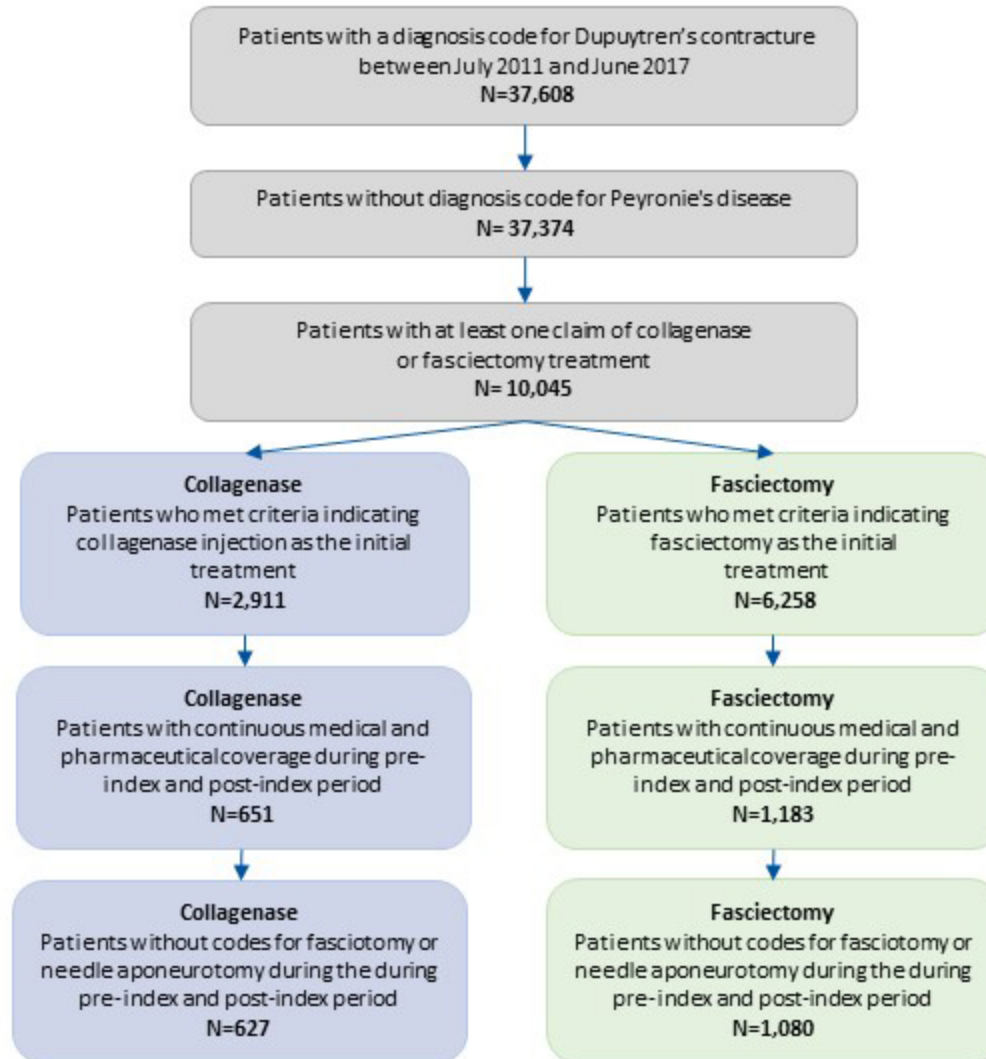 Patients with a diagnosis code for Dupuytren's contracture
between July 2011 and June 2017
N=37,608
Patients without diagnosis code for Peyronie's disease
N= 37,374
Patients with at least one claim of collagenase
or fasciectomy treatment
N= 10,045
Collagenase
Patients who met criteria indicating
collagenase injection as the initial
treatment
N=2,911
Fasciectomy
Patients who met criteria indicating
fasciectomy as the initial
treatment
N=6,258
Collagenase
Patients with continuous medical and
pharmaceutical coverage during pre-
index and post-index period
N=651
Fasciectomy
Patients with continuous medical and
pharmaceutical coverage during pre-
index and post-index period
N=1,183
Collagenase
Patients without codes for fasciotomy or
needle aponeurotomy during the during
pre-index and post-index period
N=627
Fasciectomy
Patients without codes for fasciotomy or
needle aponeurotomy during the during
pre-index and post-index period
N=1,080